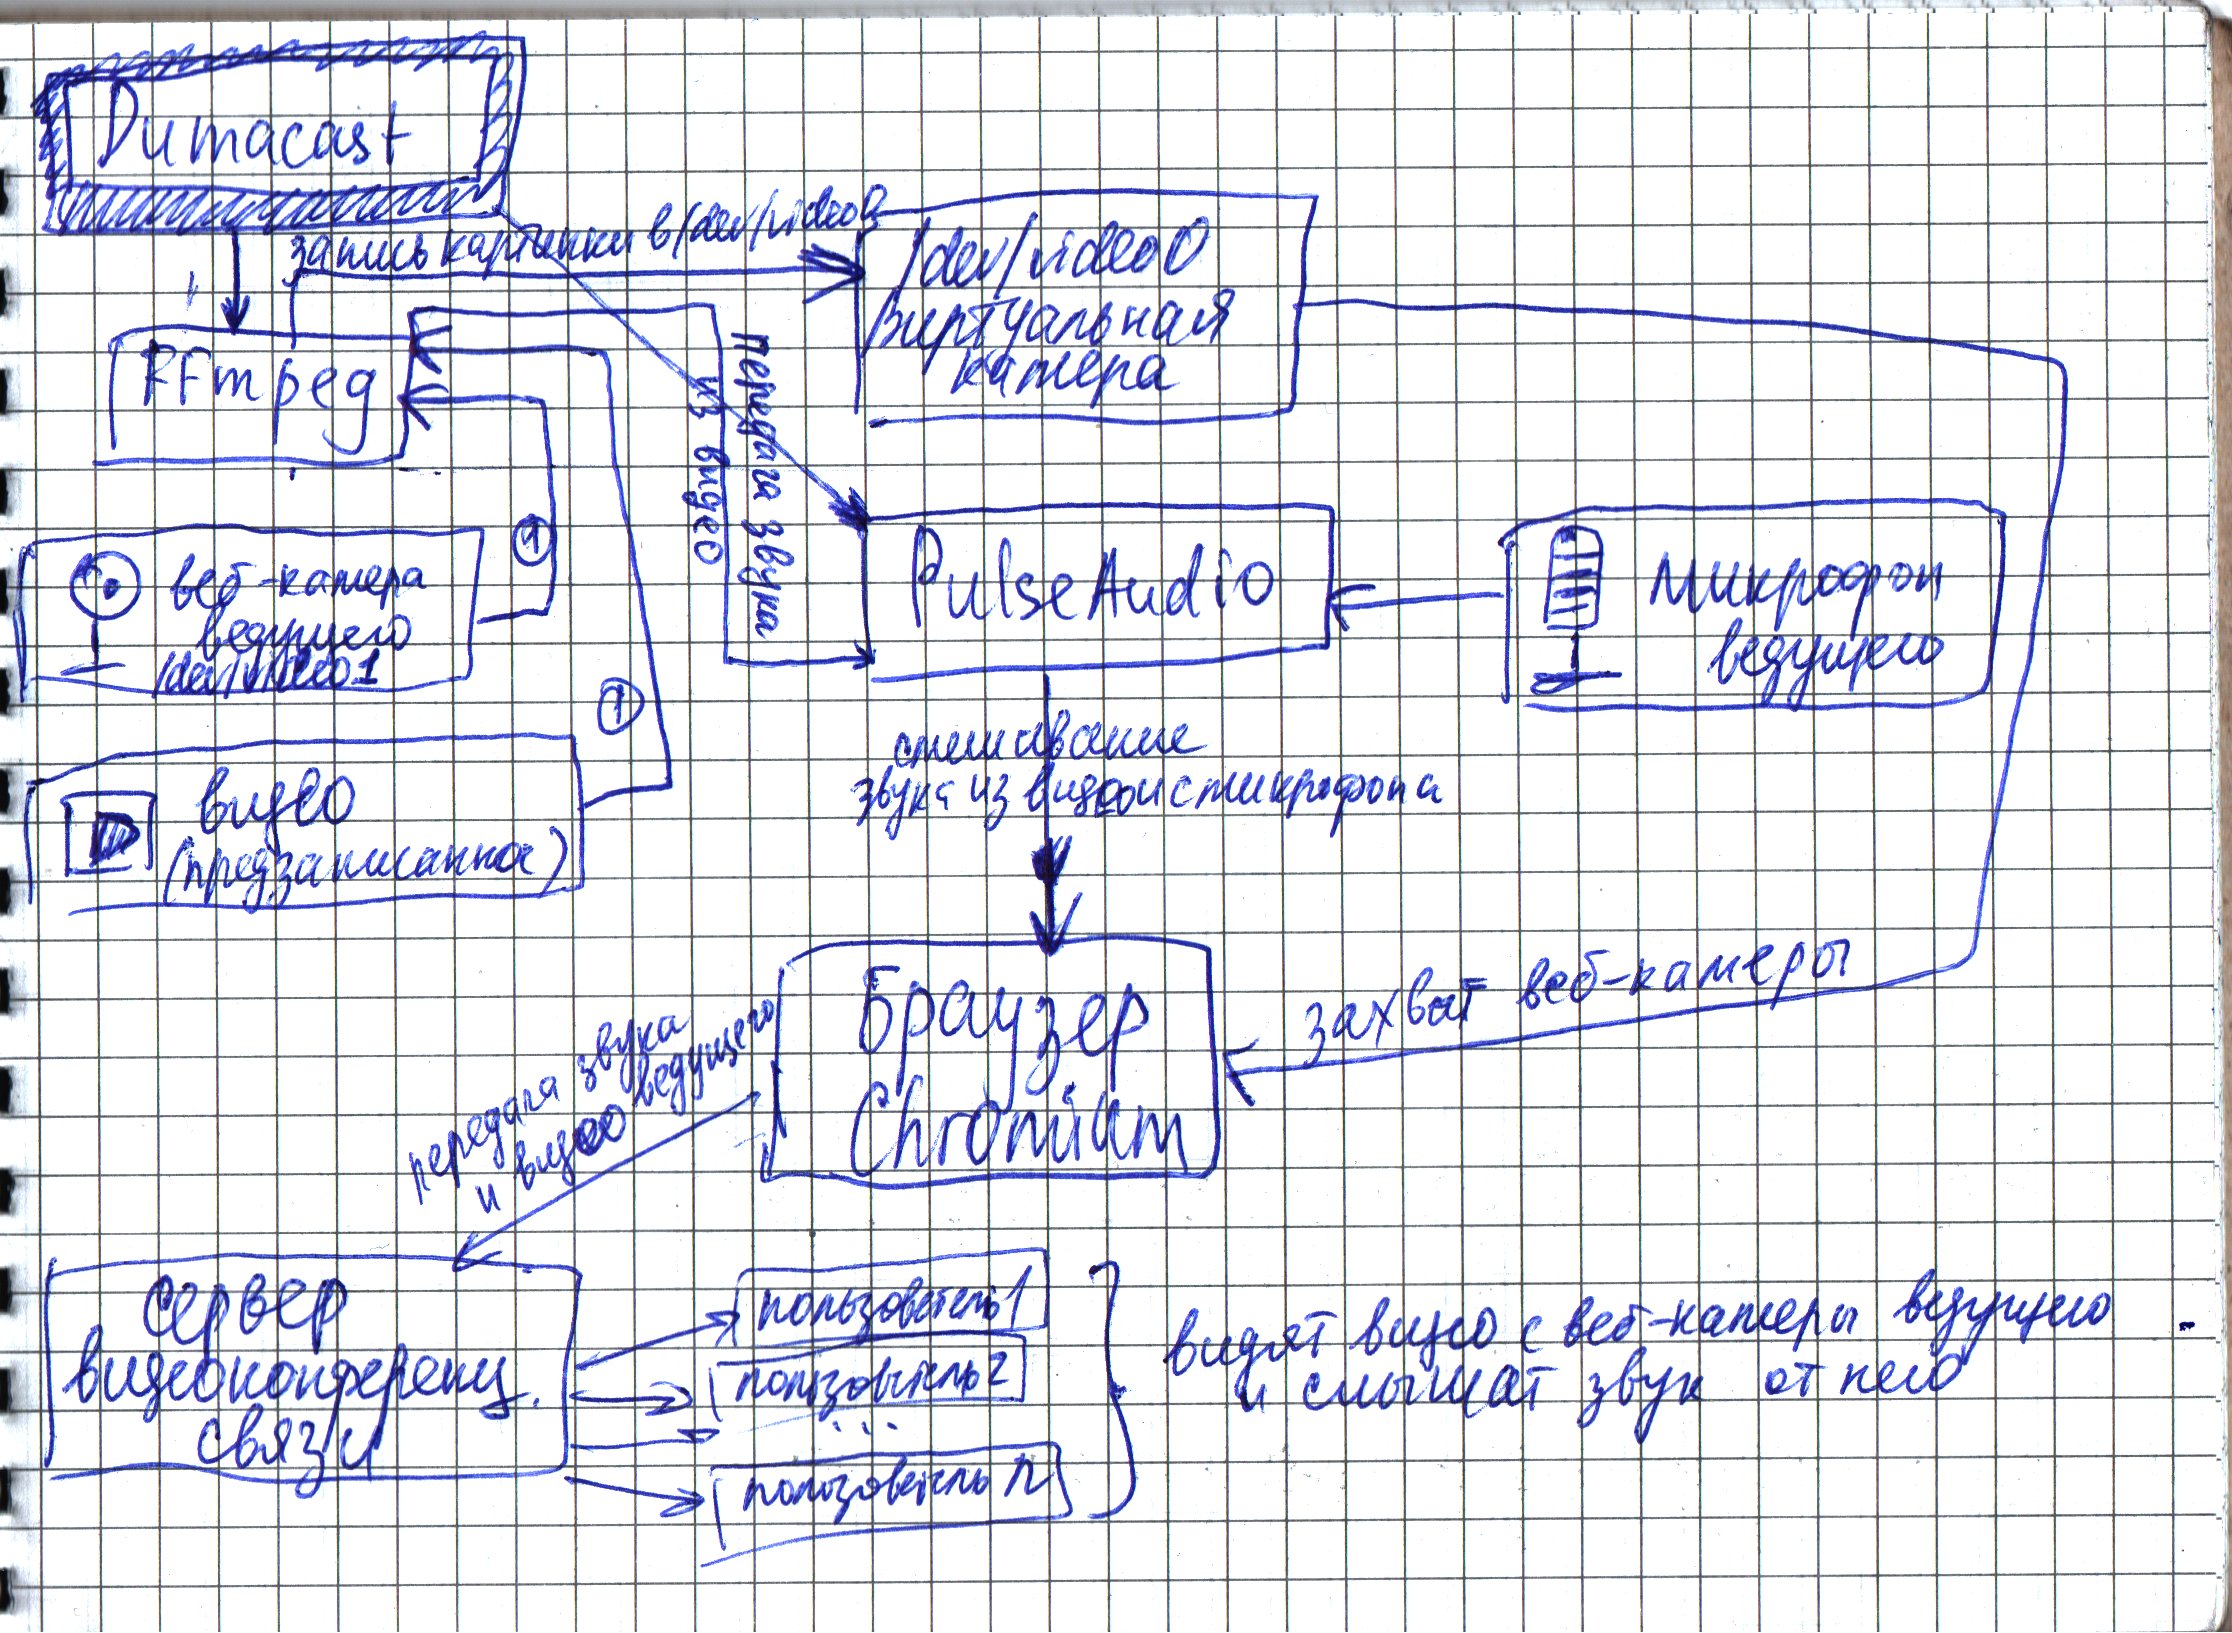 Dumacast
запись картинки в /dev/video0
/dev/video0
Виртуальная
камера
FFmpeg
Передача звука
из видео
веб-камера
ведущего
/dev/video1
1
PulseAudio
Микрофон
ведущего
1
видео
(предзаписанное)
смешивание
звука из видео и с микрофона
Браузер
Chromium
захват веб-камеры
передача звука
и видео ведущего
сервер
видеоконференц.
связи
пользователь 1
пользователь 2
...
пользователь n
видят видео с веб-камеры ведущего
и слышат звук от него